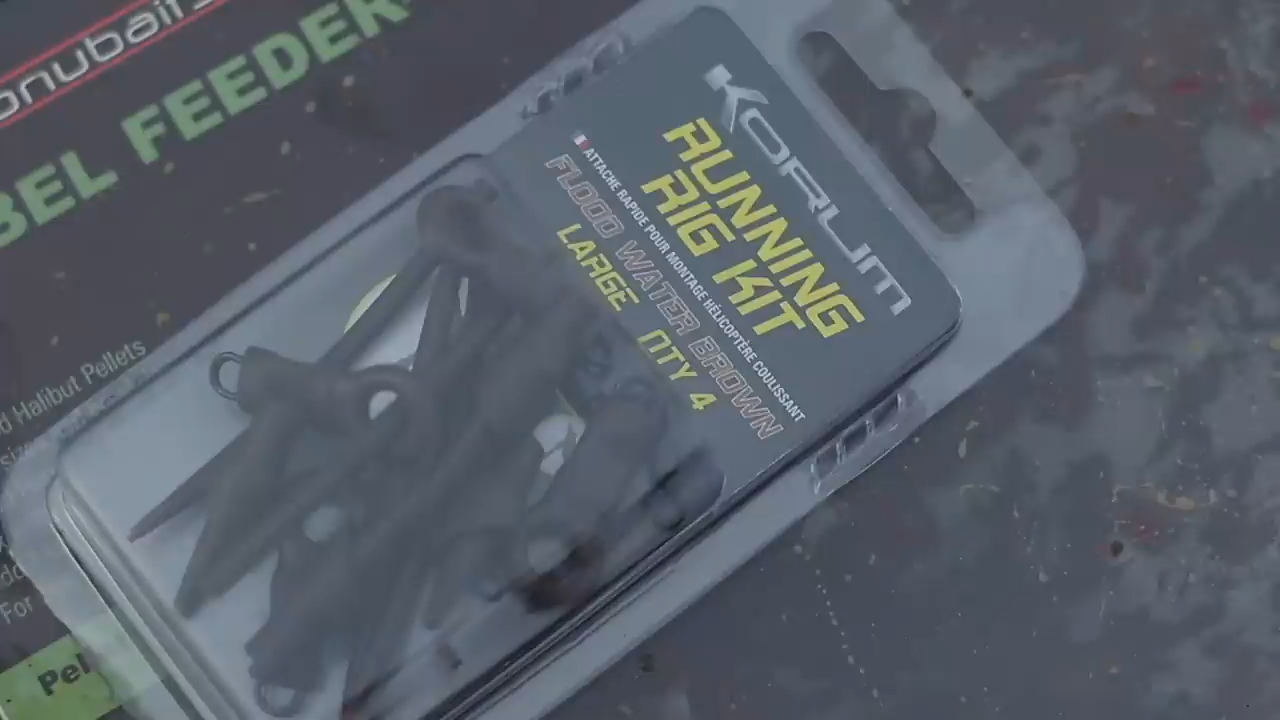 onubaits
BEL FEEDER
KORUM
RUNNING
RIG KIT
ATTACHE RAPIDE POUR MONTAGE HÉLICOPTÈRE COULISSANT
FLOOD WATER BROWN
LARGE QTY 4
d Halibut Pellets
For
Pel